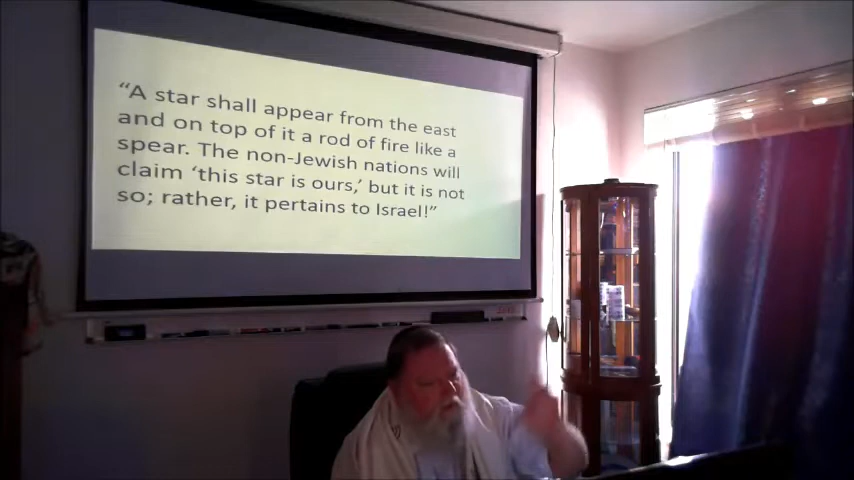 “A star shall appear from the east
and on top of it a rod of fire like a
spear. The non-Jewish nations will
claim ‘this star is ours,’ but it is not
so; rather, it pertains to Israel!”